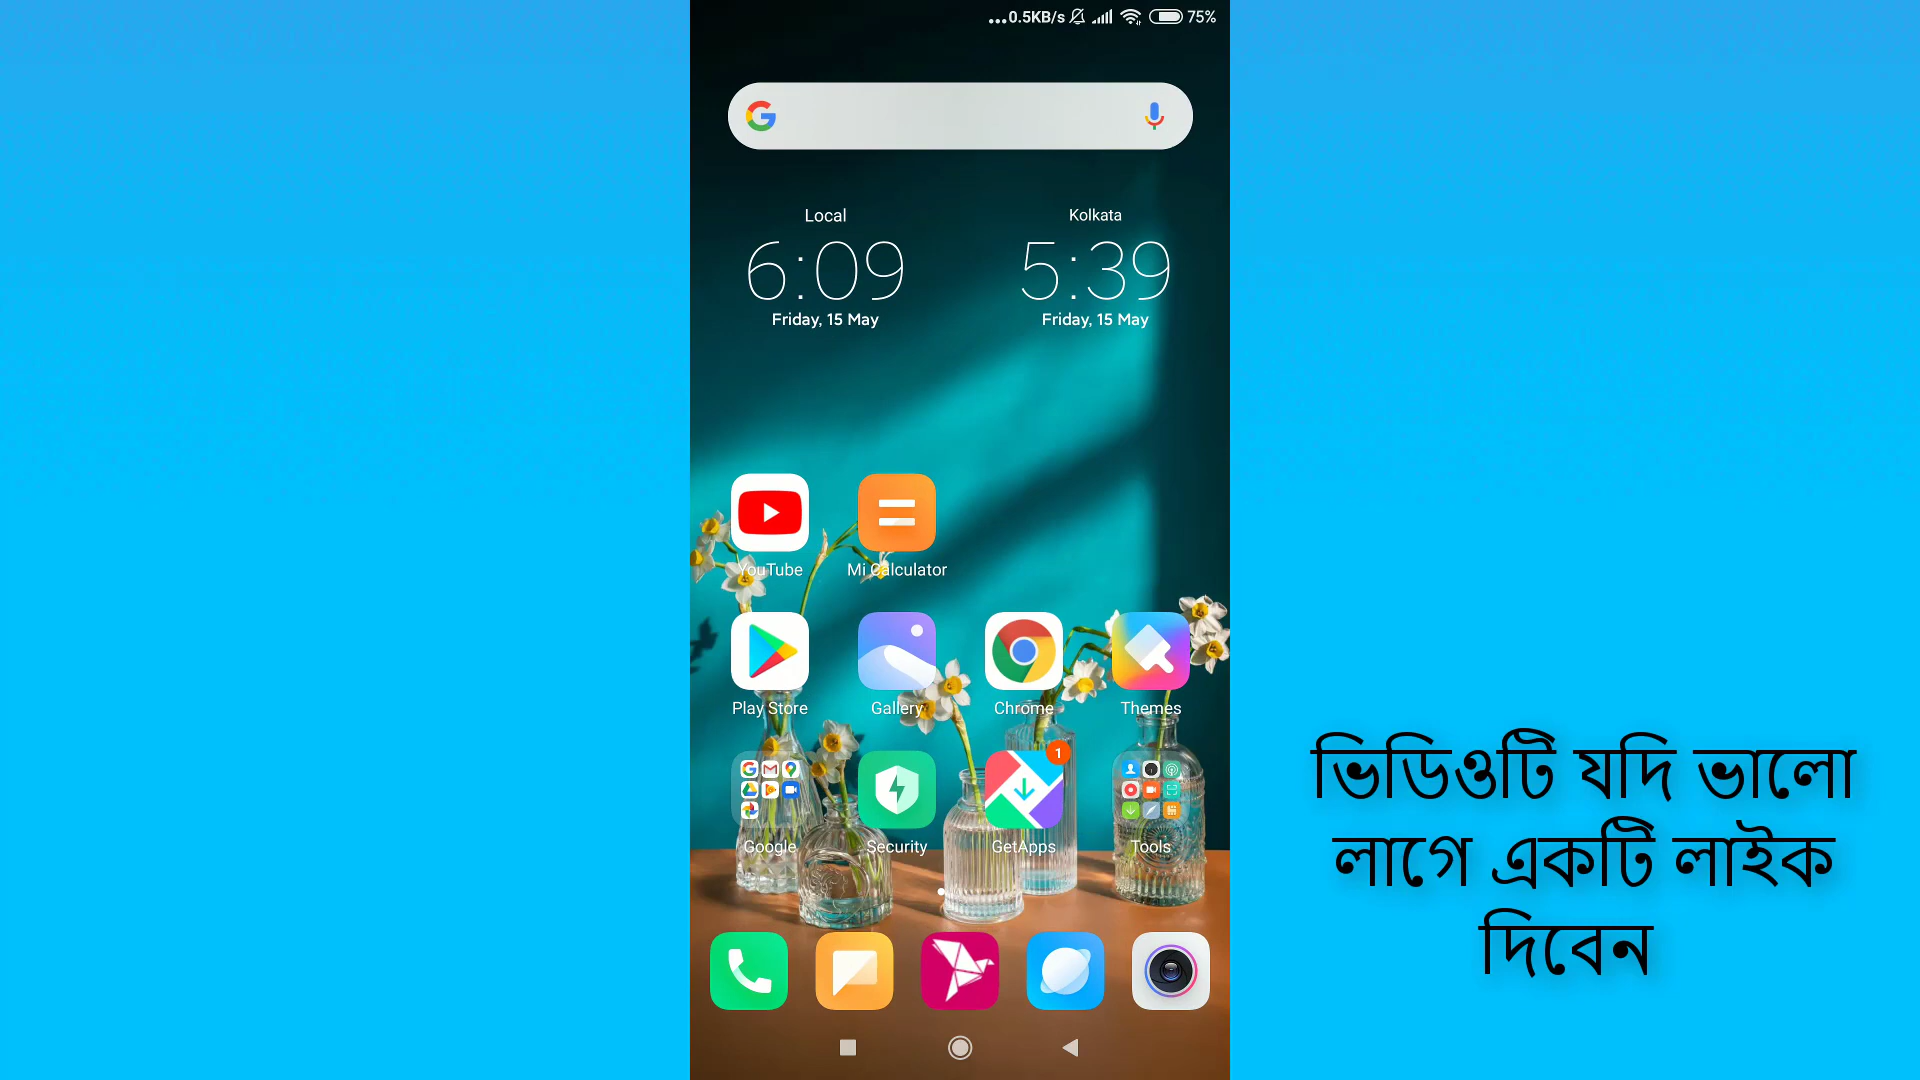 ...0.5KB/s 75%
Local Kolkata
6:09 5:39
Friday, 15 May Friday, 15 May
YouTube Mi Calculator
Play Store Gallery Chrome Themes
1
Google Security GetApps Tools
ভিডিওটি যদি ভালো
লাগে একটি লাইক
দিবেন